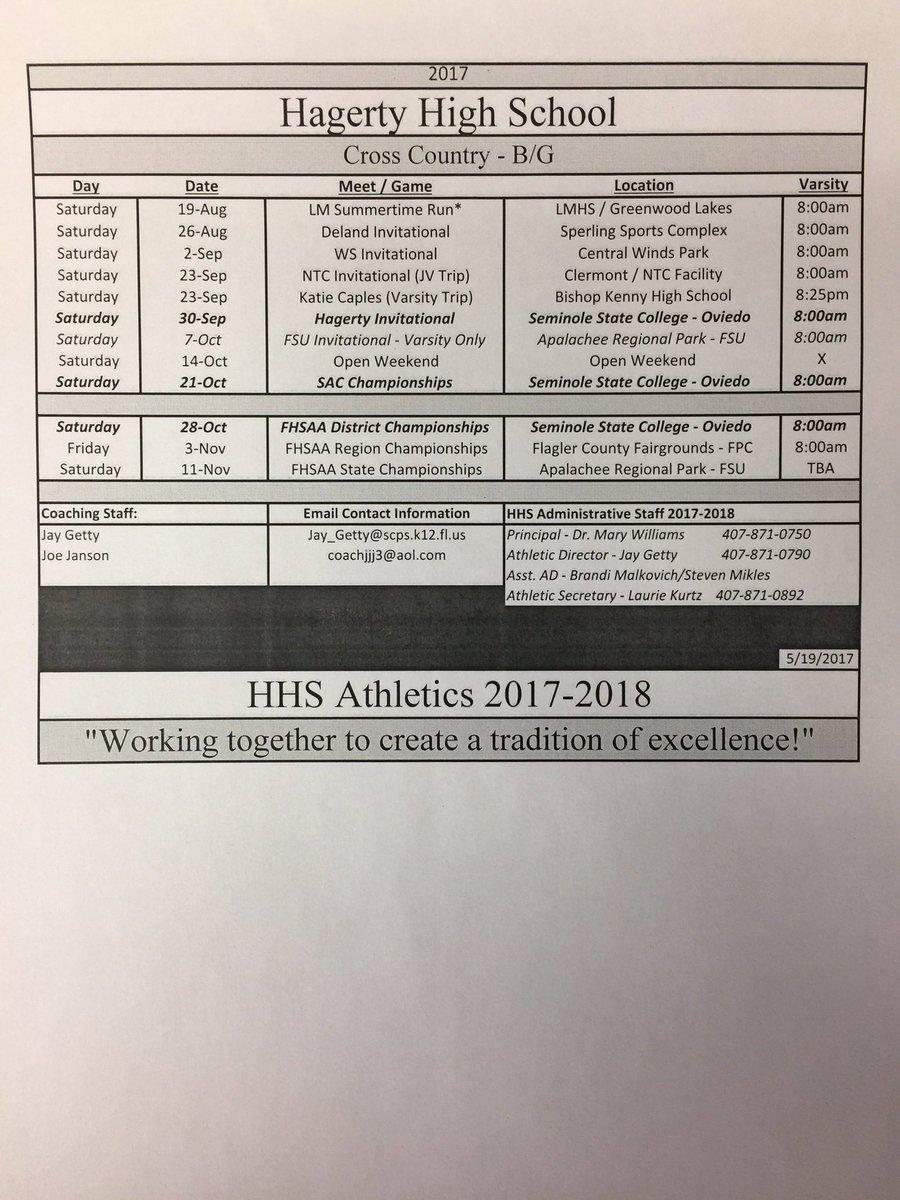 2017
Hagerty High School
Cross Country - B/G
Day Date Meet / Game Location Varsity
Saturday 19-Aug LM Summertime Run* LMHS / Greenwood Lakes 8:00am
Saturday 26-Aug Deland Invitational Sperling Sports Complex 8:00am
Saturday 2-Sep WS Invitational Central Winds Park 8:00am
Saturday 23-Sep NTC Invitational (JV Trip) Clermont / NTC Facility 8:00am
Saturday 23-Sep Katie Caples (Varsity Trip) Bishop Kenny High School 8:25pm
Saturday 30-Sep Hagerty Invitational Seminole State College - Oviedo 8:00am
Saturday 7-Oct FSU Invitational - Varsity Only Apalachee Regional Park - FSU 8:00am
Saturday 14-Oct Open Weekend Open Weekend X
Saturday 21-Oct SAC Championships Seminole State College - Oviedo 8:00am
Saturday 28-Oct FHSAA District Championships Seminole State College - Oviedo 8:00am
Friday 3-Nov FHSAA Region Championships Flagler County Fairgrounds - FPC 8:00am
Saturday 11-Nov FHSAA State Championships Apalachee Regional Park - FSU TBA
Coaching Staff: Email Contact Information HHS Administrative Staff 2017-2018
Jay Getty Jay_Getty@scps.k12.fl.us Principal - Dr. Mary Williams 407-871-0750
Joe Janson coachjjj3@aol.com Athletic Director - Jay Getty 407-871-0790
Asst. AD - Brandi Malkovich/Steven Mikles
Athletic Secretary - Laurie Kurtz 407-871-0892
5/19/2017
HHS Athletics 2017-2018
"Working together to create a tradition of excellence!"